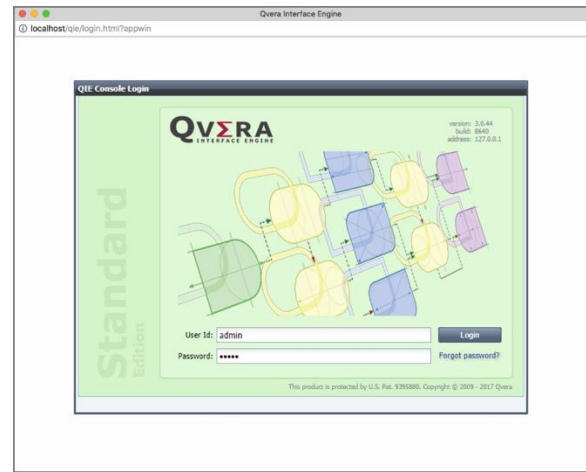 Qvera Interface Engine
localhost/qie/login.html?appwin
QIE Console Login
QVERA
INTERFACE ENGINE
version: 3.0.44
build: 8640
address: 127.0.0.1
Standard
Edition
User Id: admin
Login
Password: •••••
Forgot password?
This product is protected by U.S. Pat. 9395880. Copyright © 2009 - 2017 Qvera